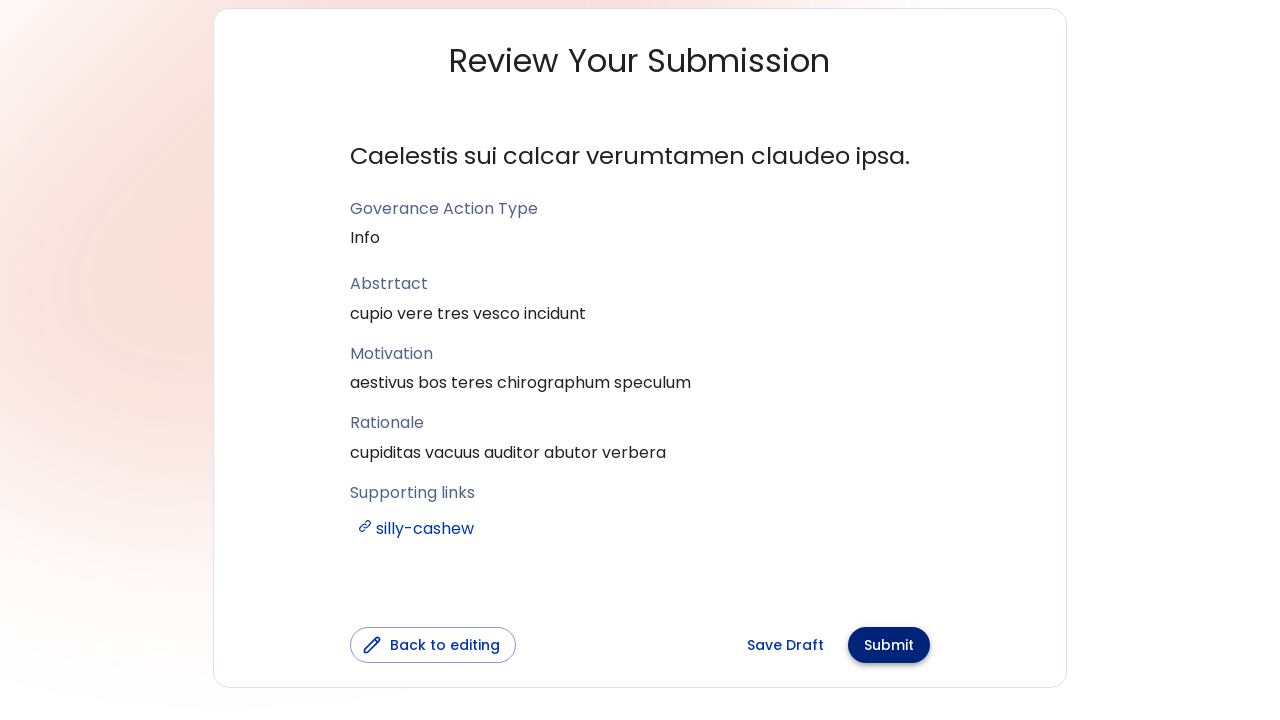 Review Your Submission
Caelestis sui calcar verumtamen claudeo ipsa.
Goverance Action Type
Info
Abstrtact
cupio vere tres vesco incidunt
Motivation
aestivus bos teres chirographum speculum
Rationale
cupiditas vacuus auditor abutor verbera
Supporting links
silly-cashew
Back to editing
Save Draft
Submit